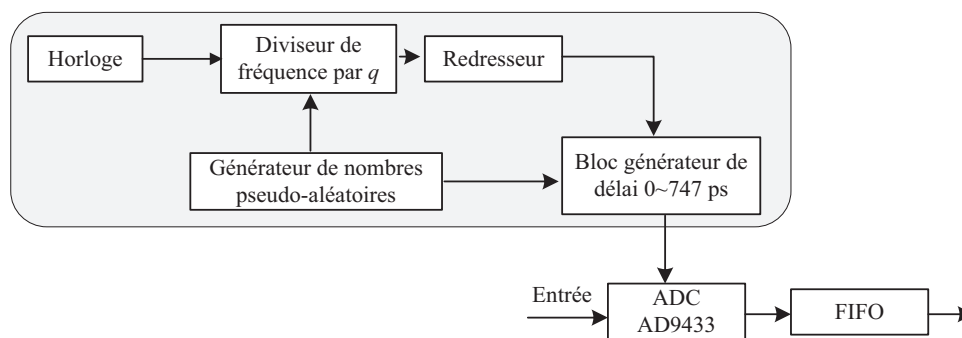 Horloge
Diviseur de
fréquence par q
Redresseur
Générateur de nombres
pseudo-aléatoires
Bloc générateur de
délai 0~747 ps
Entrée
ADC
AD9433
FIFO